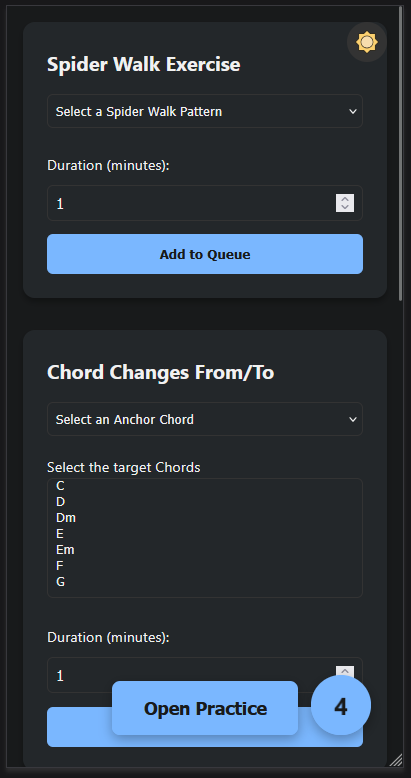 Spider Walk Exercise
Select a Spider Walk Pattern
Duration (minutes):
1
Add to Queue
Chord Changes From/To
Select an Anchor Chord
Select the target Chords
C
D
Dm
E
Em
F
G
Duration (minutes):
1
Open Practice
4